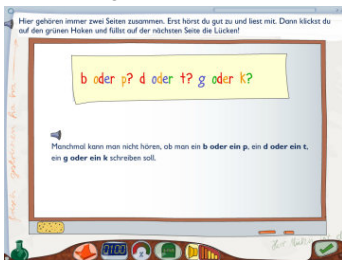 Hier gehören immer zwei Seiten zusammen. Erst hörst du gut zu und liest mit. Dann klickst du
auf den grünen Haken und füllst auf der nächsten Seite die Lücken!
b oder p? d oder t? g oder k?
Manchmal kann man nicht hören, ob man ein b oder ein p, ein d oder ein t,
ein g oder ein k schreiben soll.